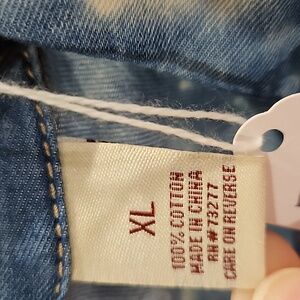 XL
100% COTTON
MADE IN CHINA
RN#73277
CARE ON REVERSE